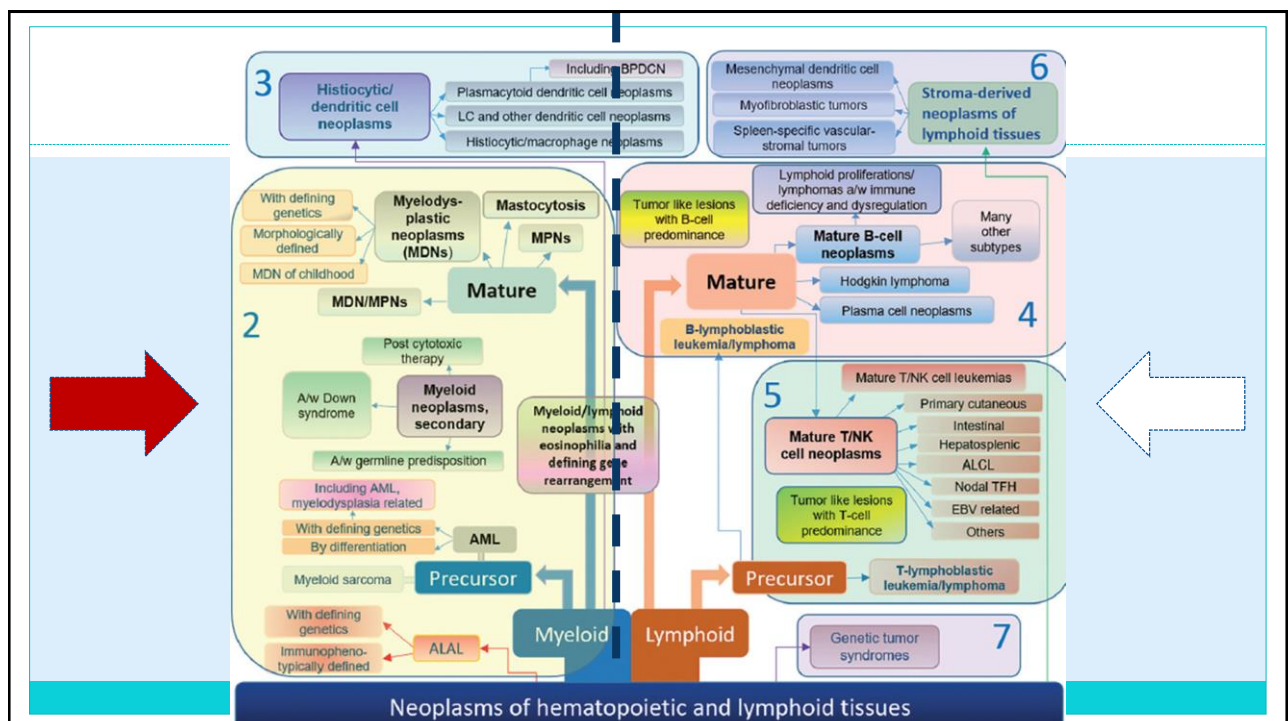 3
Histiocytic/
dendritic cell
neoplasms
Including BPDCN
Plasmacytoid dendritic cell neoplasms
LC and other dendritic cell neoplasms
Histiocytic/macrophage neoplasms
6
Mesenchymal dendritic cell
neoplasms
Myofibroblastic tumors
Spleen-specific vascular-
stromal tumors
Stroma-derived
neoplasms of
lymphoid tissues
2
With defining
genetics
Morphologically
defined
MDN of childhood
Myelodys-
plastic
neoplasms
(MDNs)
Mastocytosis
MPNs
Mature
MDN/MPNs
Post cytotoxic
therapy
A/w Down
syndrome
Myeloid
neoplasms,
secondary
A/w germline predisposition
Including AML,
myelodysplasia related
With defining genetics
By differentiation
AML
Myeloid sarcoma
Precursor
With defining
genetics
Immunopheno-
typically defined
ALAL
Myeloid
Myeloid/lymphoid
neoplasms with
eosinophilia and
defining gene
rearrangement
4
Tumor like lesions
with B-cell
predominance
Lymphoid proliferations/
lymphomas a/w immune
deficiency and dysregulation
Mature B-cell
neoplasms
Many
other
subtypes
Mature
Hodgkin lymphoma
Plasma cell neoplasms
B-lymphoblastic
leukemia/lymphoma
5
Mature T/NK cell leukemias
Mature T/NK
cell neoplasms
Primary cutaneous
Intestinal
Hepatosplenic
ALCL
Nodal TFH
EBV related
Others
Tumor like lesions
with T-cell
predominance
Precursor
T-lymphoblastic
leukemia/lymphoma
Lymphoid
7
Genetic tumor
syndromes
Neoplasms of hematopoietic and lymphoid tissues